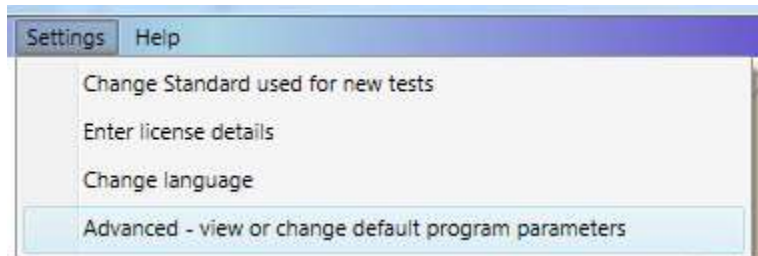 Settings Help
Change Standard used for new tests
Enter license details
Change language
Advanced - view or change default program parameters